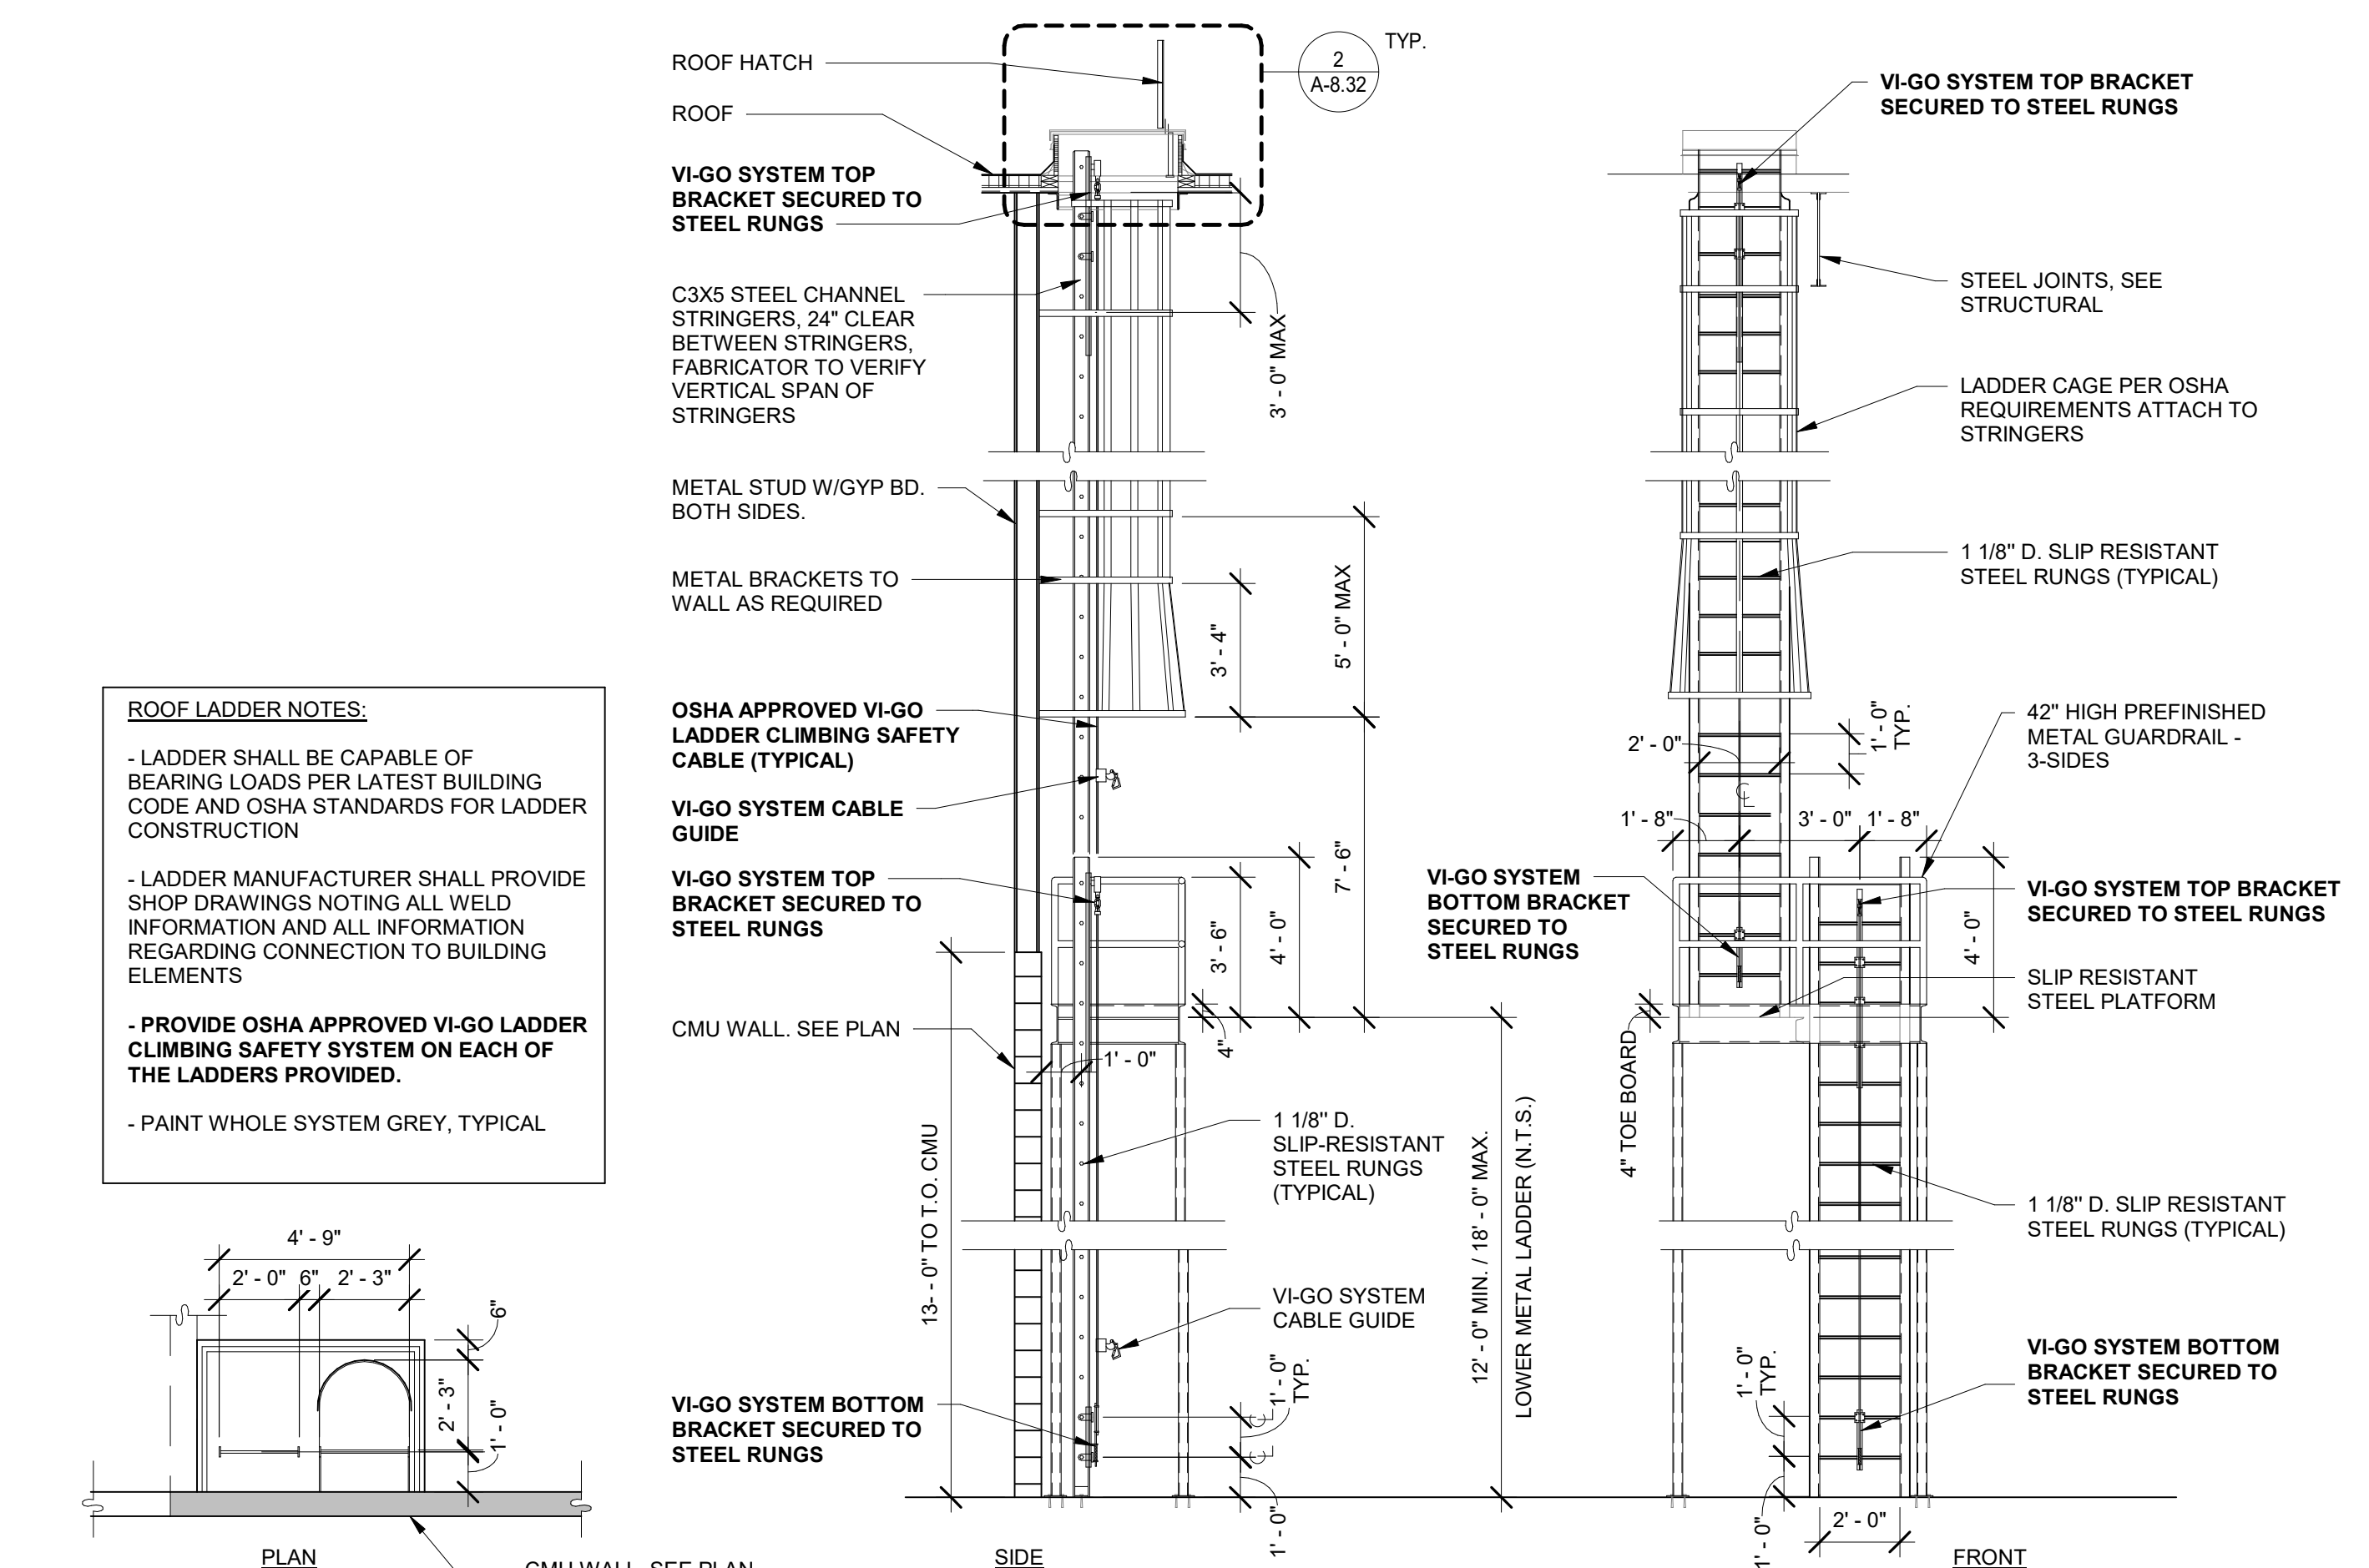 ROOF HATCH
ROOF
VI-GO SYSTEM TOP
BRACKET SECURED TO
STEEL RUNGS
C3X5 STEEL CHANNEL
STRINGERS, 24" CLEAR
BETWEEN STRINGERS,
FABRICATOR TO VERIFY
VERTICAL SPAN OF
STRINGERS
METAL STUD W/GYP BD.
BOTH SIDES.
METAL BRACKETS TO
WALL AS REQUIRED
OSHA APPROVED VI-GO
LADDER CLIMBING SAFETY
CABLE (TYPICAL)
VI-GO SYSTEM CABLE
GUIDE
VI-GO SYSTEM TOP
BRACKET SECURED TO
STEEL RUNGS
CMU WALL. SEE PLAN
VI-GO SYSTEM BOTTOM
BRACKET SECURED TO
STEEL RUNGS
2
A-8.32
TYP.
3' - 0" MAX
3' - 4"
5' - 0" MAX
7' - 6"
3' - 6"
4' - 0"
4"
1' - 0"
13- - 0" TO T.O. CMU
1 1/8" D.
SLIP-RESISTANT
STEEL RUNGS
(TYPICAL)
VI-GO SYSTEM
CABLE GUIDE
1' - 0"
TYP.
1' - 0"
12' - 0" MIN. / 18' - 0" MAX.
LOWER METAL LADDER (N.T.S.)
SIDE
VI-GO SYSTEM TOP BRACKET
SECURED TO STEEL RUNGS
STEEL JOINTS, SEE
STRUCTURAL
LADDER CAGE PER OSHA
REQUIREMENTS ATTACH TO
STRINGERS
1 1/8" D. SLIP RESISTANT
STEEL RUNGS (TYPICAL)
42" HIGH PREFINISHED
METAL GUARDRAIL -
3-SIDES
2' - 0"
1' - 0"
TYP.
CL
1' - 8"
3' - 0"
1' - 8"
VI-GO SYSTEM
BOTTOM BRACKET
SECURED TO
STEEL RUNGS
VI-GO SYSTEM TOP BRACKET
SECURED TO STEEL RUNGS
4' - 0"
SLIP RESISTANT
STEEL PLATFORM
4" TOE BOARD
1 1/8" D. SLIP RESISTANT
STEEL RUNGS (TYPICAL)
VI-GO SYSTEM BOTTOM
BRACKET SECURED TO
STEEL RUNGS
1' - 0"
TYP.
1' - 0"
2' - 0"
FRONT
ROOF LADDER NOTES:
- LADDER SHALL BE CAPABLE OF
BEARING LOADS PER LATEST BUILDING
CODE AND OSHA STANDARDS FOR LADDER
CONSTRUCTION
- LADDER MANUFACTURER SHALL PROVIDE
SHOP DRAWINGS NOTING ALL WELD
INFORMATION AND ALL INFORMATION
REGARDING CONNECTION TO BUILDING
ELEMENTS
- PROVIDE OSHA APPROVED VI-GO LADDER
CLIMBING SAFETY SYSTEM ON EACH OF
THE LADDERS PROVIDED.
- PAINT WHOLE SYSTEM GREY, TYPICAL
4' - 9"
2' - 0"
6"
2' - 3"
6"
2' - 3"
1' - 0"
PLAN
CMU WALL. SEE PLAN